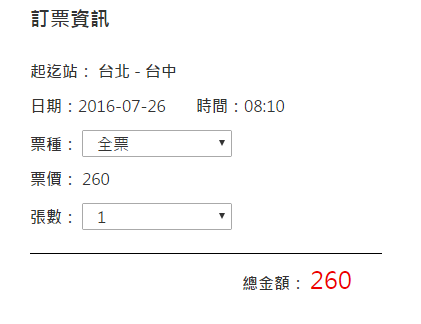 訂票資訊
起迄站： 台北 - 台中
日期：2016-07-26 時間：08:10
票種： 全票
票價： 260
張數： 1
總金額： 260